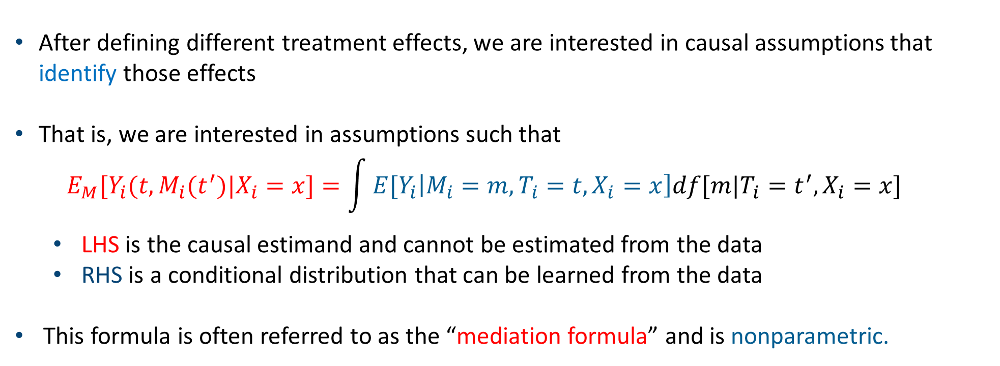 • After defining different treatment effects, we are interested in causal assumptions that
identify those effects
• That is, we are interested in assumptions such that
E_M[Y_i(t, M_i(t′)|X_i = x] = ∫ E[Y_i|M_i = m, T_i = t, X_i = x]df[m|T_i = t′, X_i = x]
• LHS is the causal estimand and cannot be estimated from the data
• RHS is a conditional distribution that can be learned from the data
• This formula is often referred to as the “mediation formula” and is nonparametric.